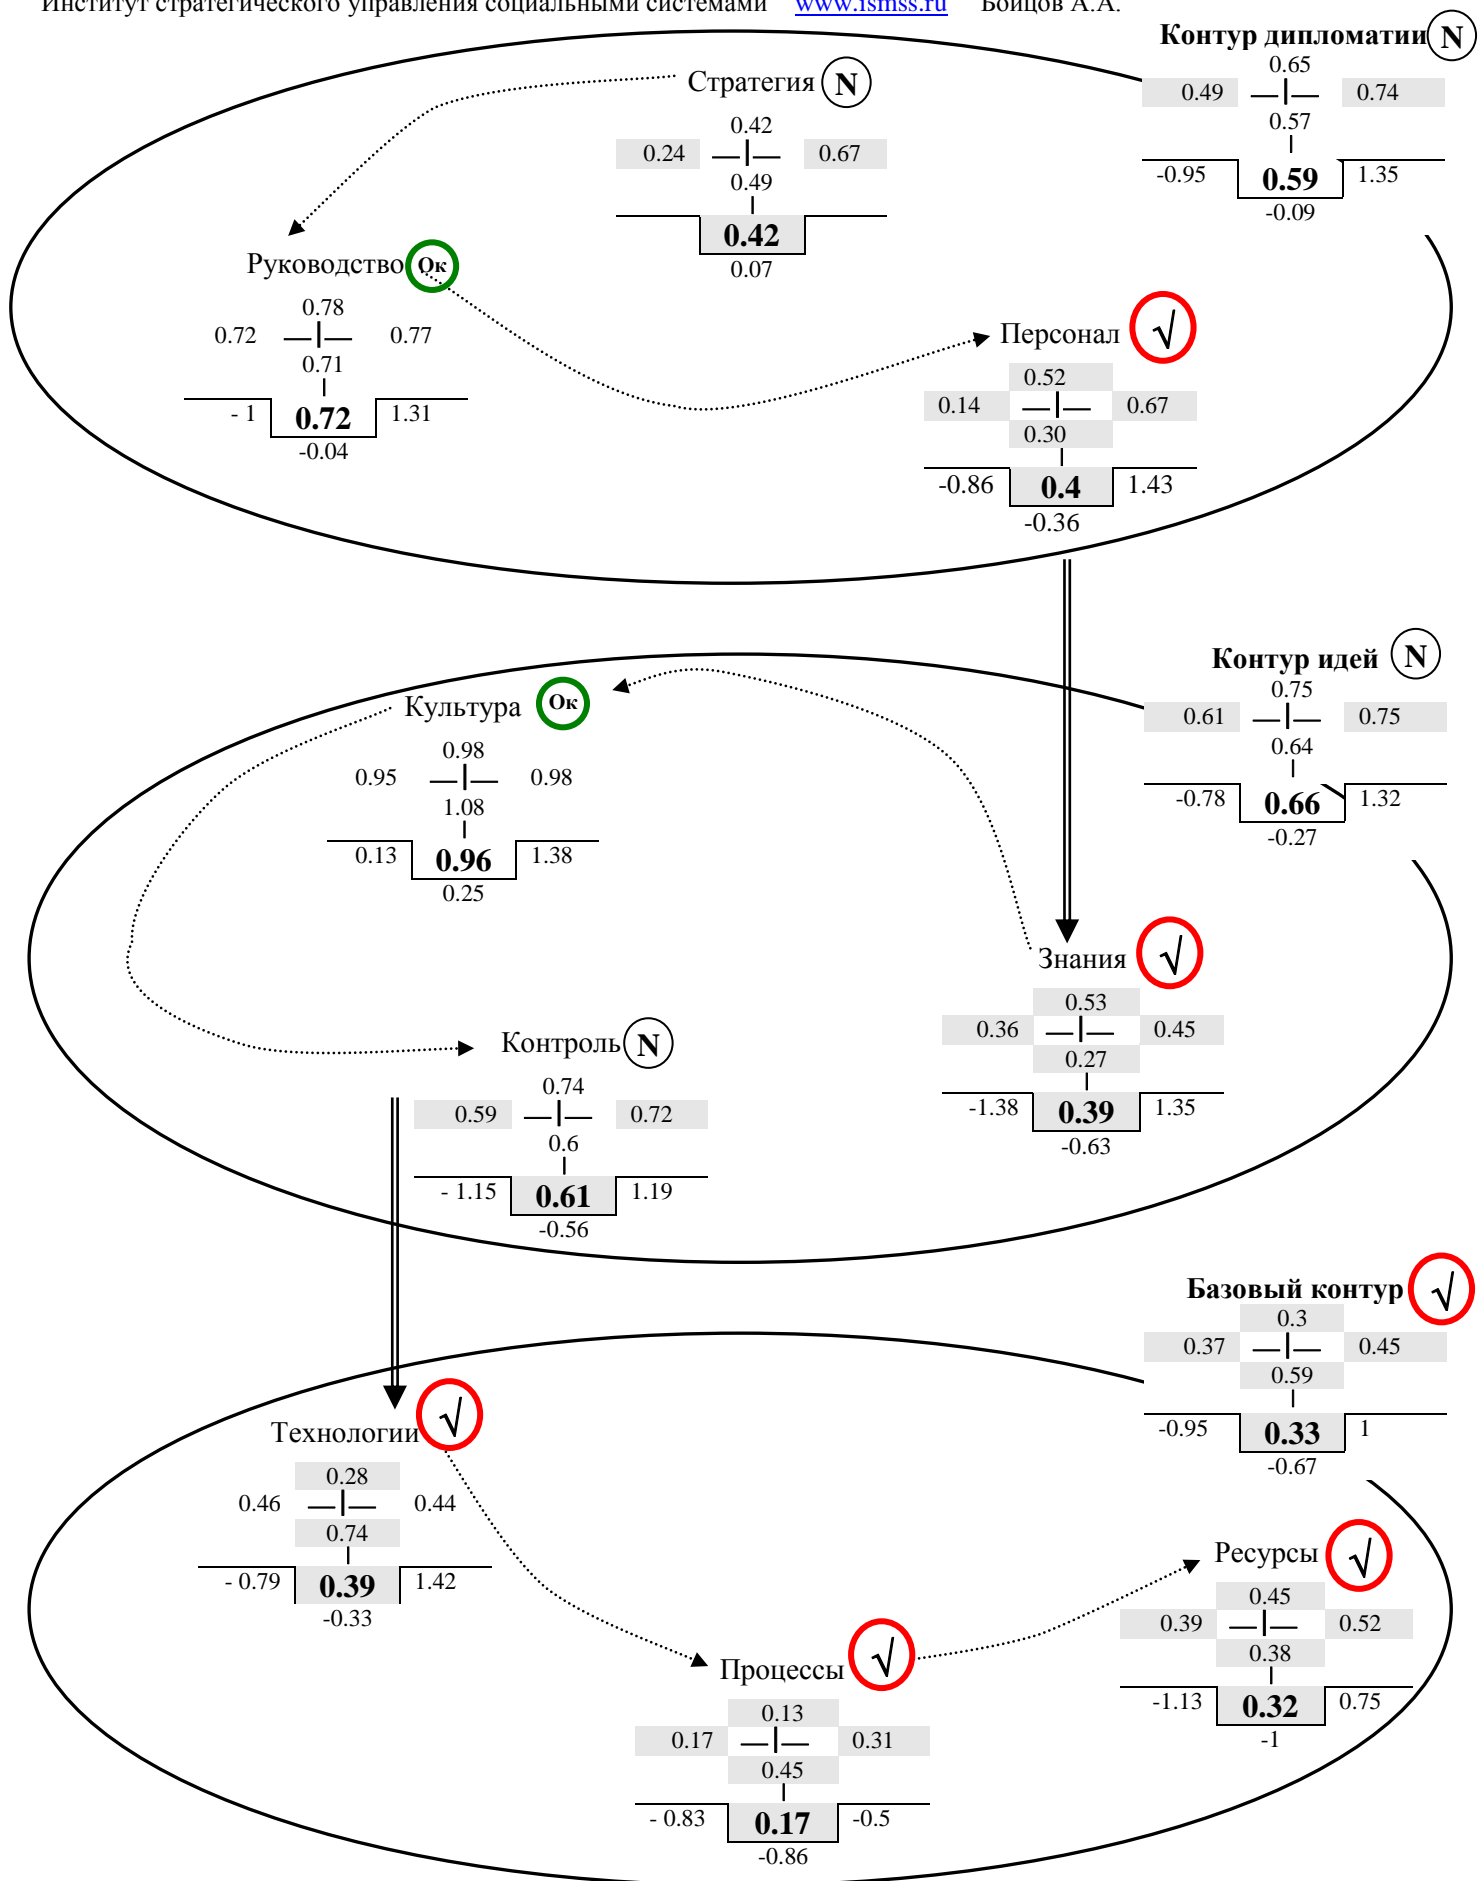 Институт стратегического управления социальными системами www.ismss.ru Бойцов А.А.
Контур дипломатии N
0.65
0.49 0.74
0.57
-0.95 0.59 1.35
-0.09
Стратегия N
0.42
0.24 0.67
0.49
0.42
0.07
Руководство Ок
0.78
0.72 0.77
0.71
- 1 0.72 1.31
-0.04
Персонал √
0.52
0.14 0.67
0.30
-0.86 0.4 1.43
-0.36
Контур идей N
0.75
0.61 0.75
0.64
-0.78 0.66 1.32
-0.27
Культура Ок
0.98
0.95 0.98
1.08
0.13 0.96 1.38
0.25
Знания √
0.53
0.36 0.45
0.27
-1.38 0.39 1.35
-0.63
Контроль N
0.74
0.59 0.72
0.6
- 1.15 0.61 1.19
-0.56
Базовый контур √
0.3
0.37 0.45
0.59
-0.95 0.33 1
-0.67
Технологии √
0.28
0.46 0.44
0.74
- 0.79 0.39 1.42
-0.33
Ресурсы √
0.45
0.39 0.52
0.38
-1.13 0.32 0.75
-1
Процессы √
0.13
0.17 0.31
0.45
- 0.83 0.17 -0.5
-0.86